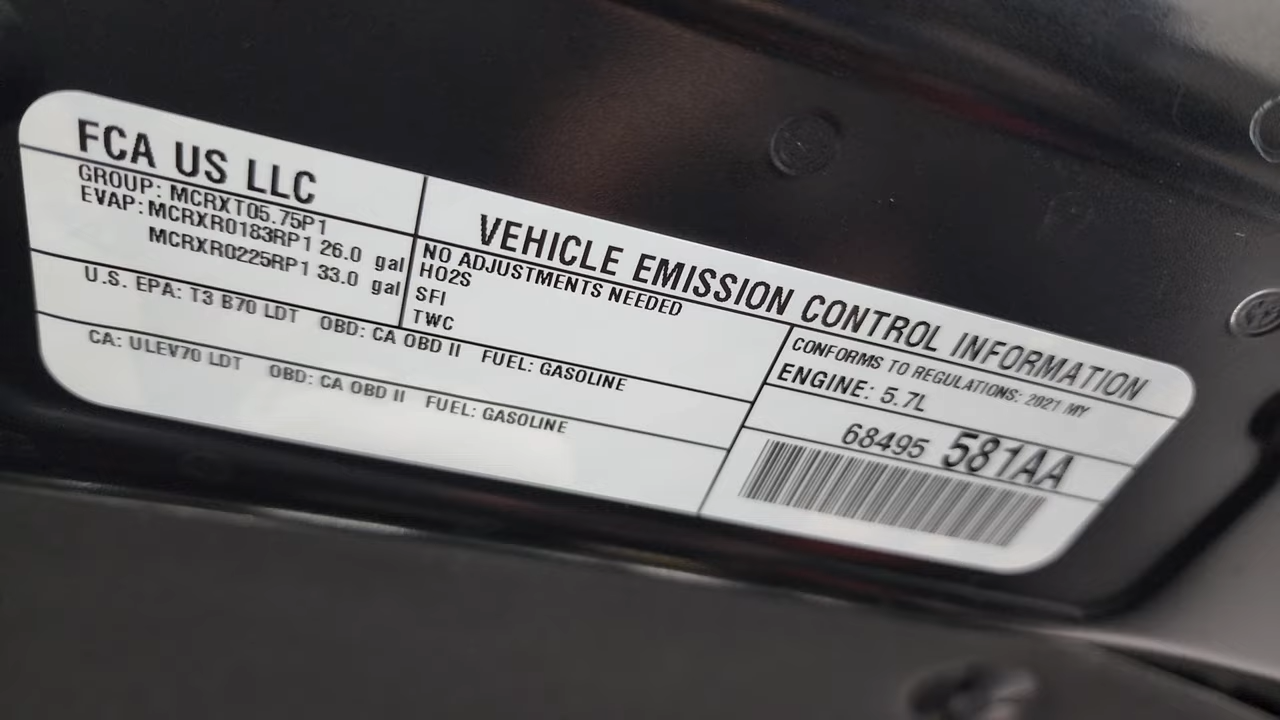 FCA US LLC
GROUP: MCRXT05.75P1
EVAP: MCRXR0183RP1 26.0 gal
MCRXR0225RP1 33.0 gal
VEHICLE EMISSION CONTROL INFORMATION
NO ADJUSTMENTS NEEDED
HO2S
SFI
TWC
CONFORMS TO REGULATIONS: 2021 MY
ENGINE: 5.7L
U.S. EPA: T3 B70 LDT OBD: CA OBD II FUEL: GASOLINE
CA: ULEV70 LDT OBD: CA OBD II FUEL: GASOLINE
68495 581AA